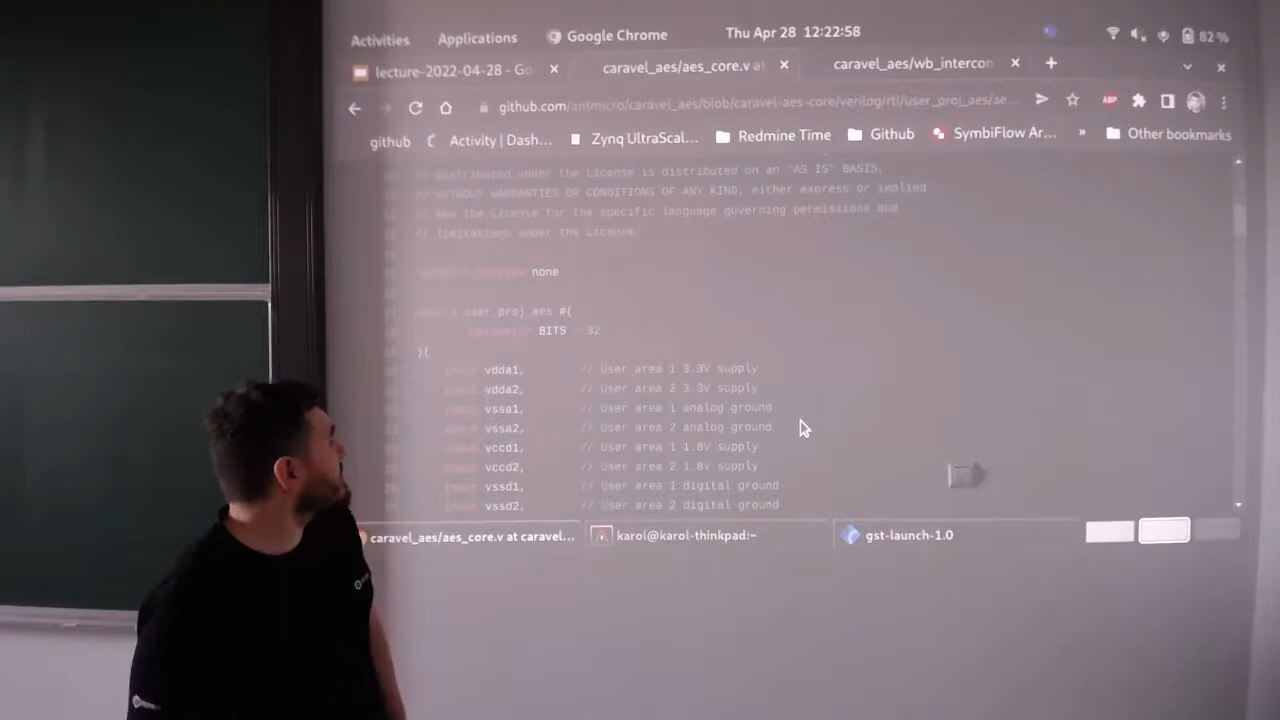 Activities Applications Google Chrome Thu Apr 28 12:22:58 82 %
lecture-2022-04-28 - Go caravel_aes/aes_core.v at caravel_aes/wb_intercon
github.com/antmicro/caravel_aes/blob/caravel-aes-core/verilog/rtl/user_proj_aes/ae... ABP
github Activity | Dash... Zynq UltraScal... Redmine Time Github SymbiFlow Ar... » Other bookmarks
// distributed under the License is distributed on an "AS IS" BASIS,
// WITHOUT WARRANTIES OR CONDITIONS OF ANY KIND, either express or implied
// See the License for the specific language governing permissions and
// limitations under the License
none
user_proj_aes #(
BITS 32
)(
vdda1, // User area 1 3.3V supply
vdda2, // User area 2 3.3V supply
vssa1, // User area 1 analog ground
vssa2, // User area 2 analog ground
vccd1, // User area 1 1.8V supply
vccd2, // User area 2 1.8v supply
vssd1, // User area 1 digital ground
vssd2, // User area 2 digital ground
caravel_aes/aes_core.v at caravel... karol@karol-thinkpad:~ gst-launch-1.0